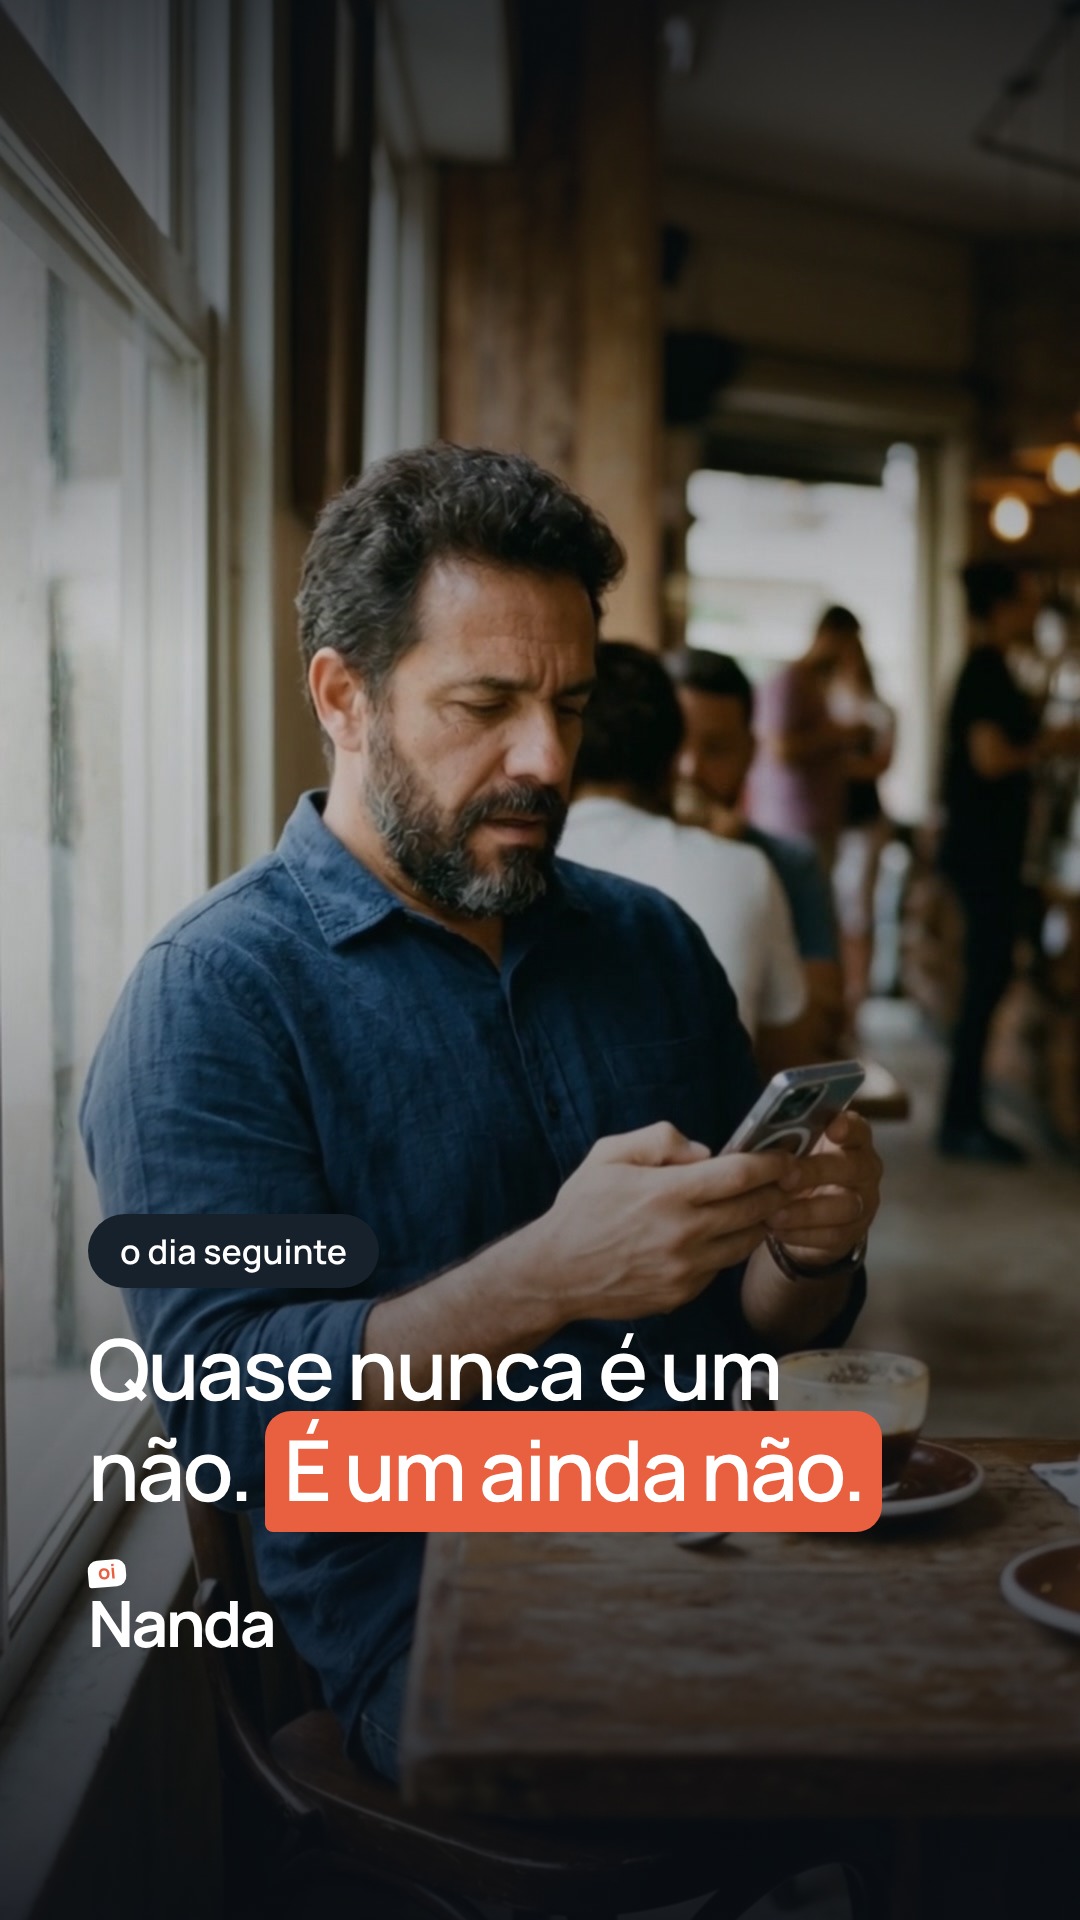 o dia seguinte
Quase nunca é um
não. É um ainda não.
oi
Nanda